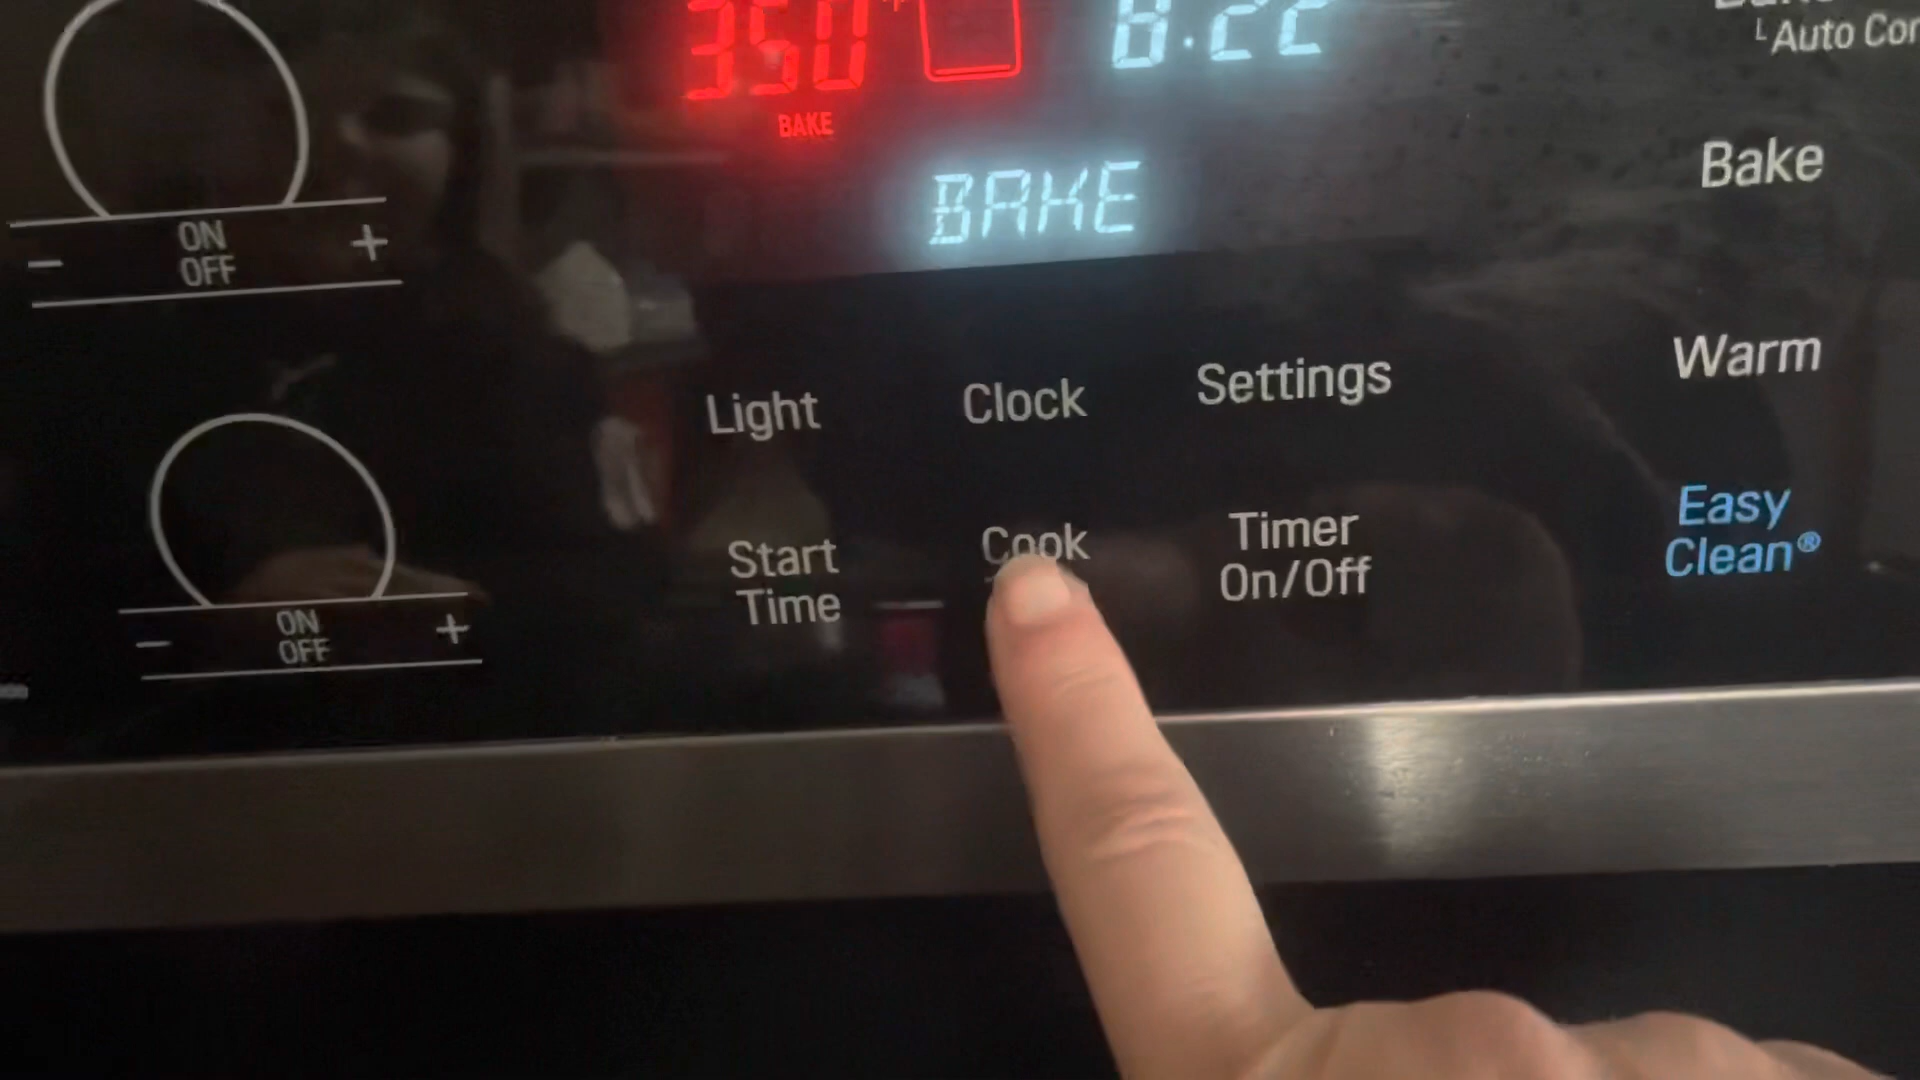 350
8:22
Auto
BAKE
BAKE
Bake
ON
OFF
- +
Light
Clock
Settings
Warm
Start
Time
Cook
Timer
On/Off
Easy
Clean®
ON
OFF
- +